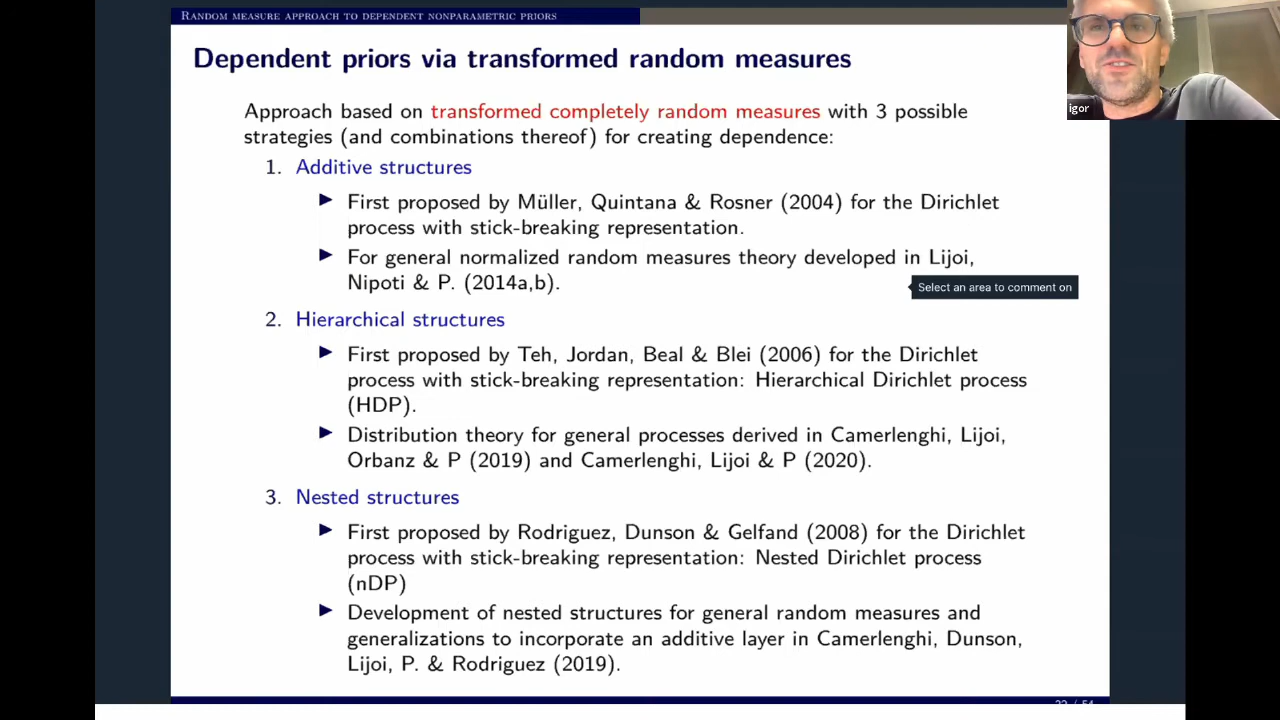 RANDOM MEASURE APPROACH TO DEPENDENT NONPARAMETRIC PRIORS
Dependent priors via transformed random measures
igor
Approach based on transformed completely random measures with 3 possible
strategies (and combinations thereof) for creating dependence:
1. Additive structures
▶ First proposed by Müller, Quintana & Rosner (2004) for the Dirichlet
process with stick-breaking representation.
▶ For general normalized random measures theory developed in Lijoi,
Nipoti & P. (2014a,b).
Select an area to comment on
2. Hierarchical structures
▶ First proposed by Teh, Jordan, Beal & Blei (2006) for the Dirichlet
process with stick-breaking representation: Hierarchical Dirichlet process
(HDP).
▶ Distribution theory for general processes derived in Camerlenghi, Lijoi,
Orbanz & P (2019) and Camerlenghi, Lijoi & P (2020).
3. Nested structures
▶ First proposed by Rodriguez, Dunson & Gelfand (2008) for the Dirichlet
process with stick-breaking representation: Nested Dirichlet process
(nDP)
▶ Development of nested structures for general random measures and
generalizations to incorporate an additive layer in Camerlenghi, Dunson,
Lijoi, P. & Rodriguez (2019).